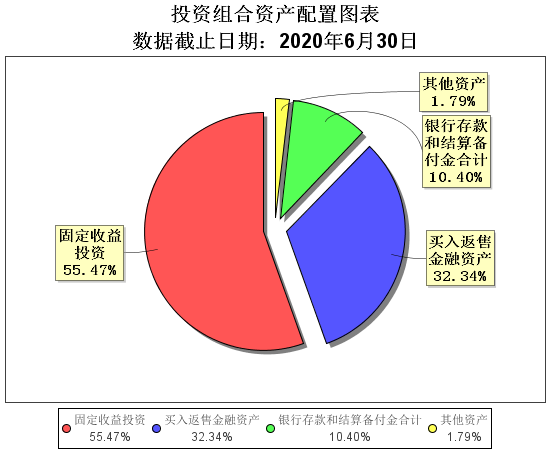 投资组合资产配置图表
数据截止日期：2020年6月30日
其他资产
1.79%
银行存款
和结算备
付金合计
10.40%
固定收益
投资
55.47%
买入返售
金融资产
32.34%
固定收益投资 买入返售金融资产 银行存款和结算备付金合计 其他资产
55.47% 32.34% 10.40% 1.79%